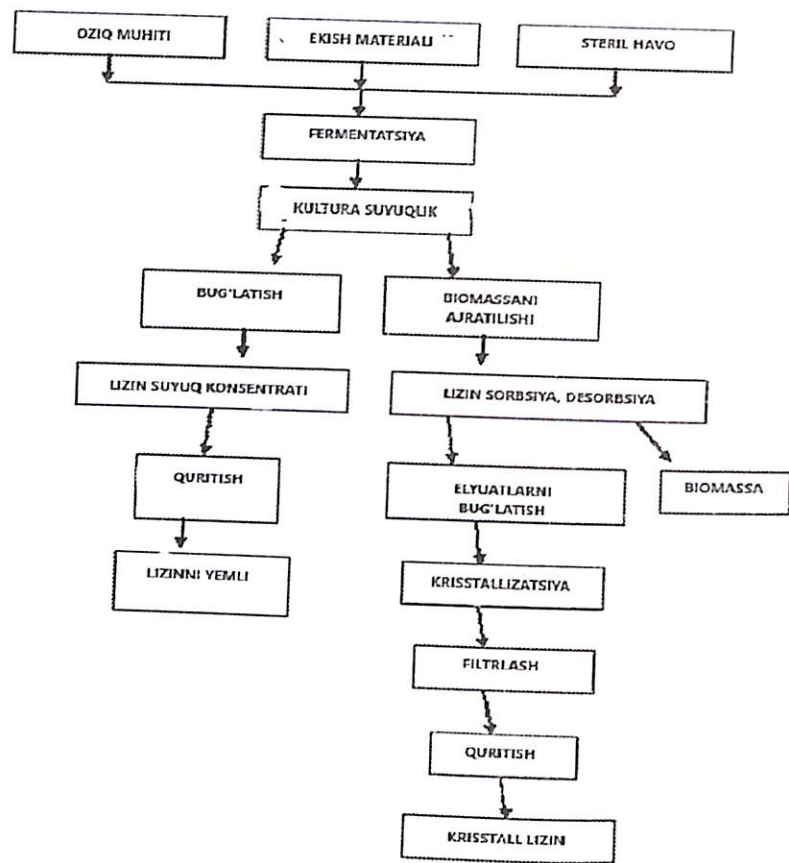 OZIQ MUHITI
EKISH MATERIALI
STERIL HAVO
FERMENTATSIYA
KULTURA SUYUQLIK
BUG'LATISH
BIOMASSANI
AJRATILISHI
LIZIN SUYUQ KONSENTRATI
LIZIN SORBSIYA, DESORBSIYA
QURITISH
ELYUATLARNI
BUG'LATISH
BIOMASSA
LIZINNI YEMLI
KRISSTALLIZATSIYA
FILTRLASH
QURITISH
KRISSTALL LIZIN